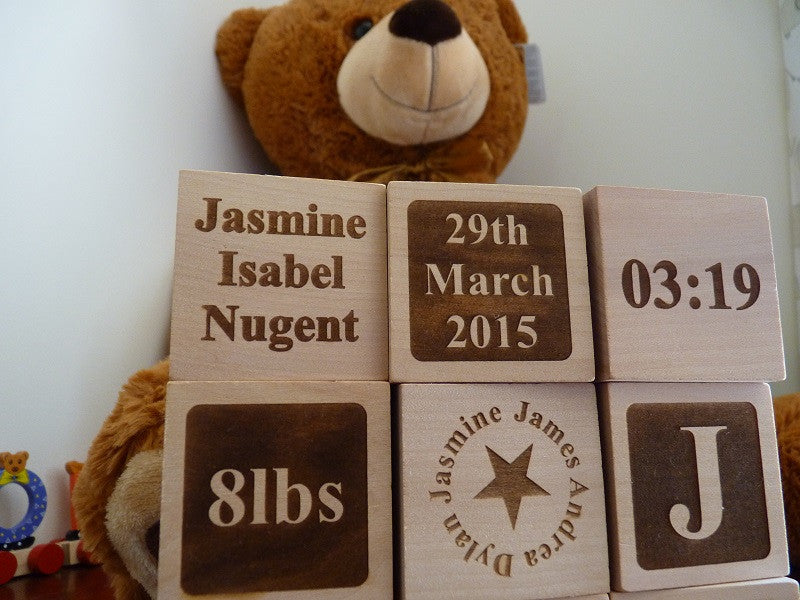 Jasmine
Isabel
Nugent
29th
March
2015
03:19
8lbs
Jasmine James Andrea Dylan
J